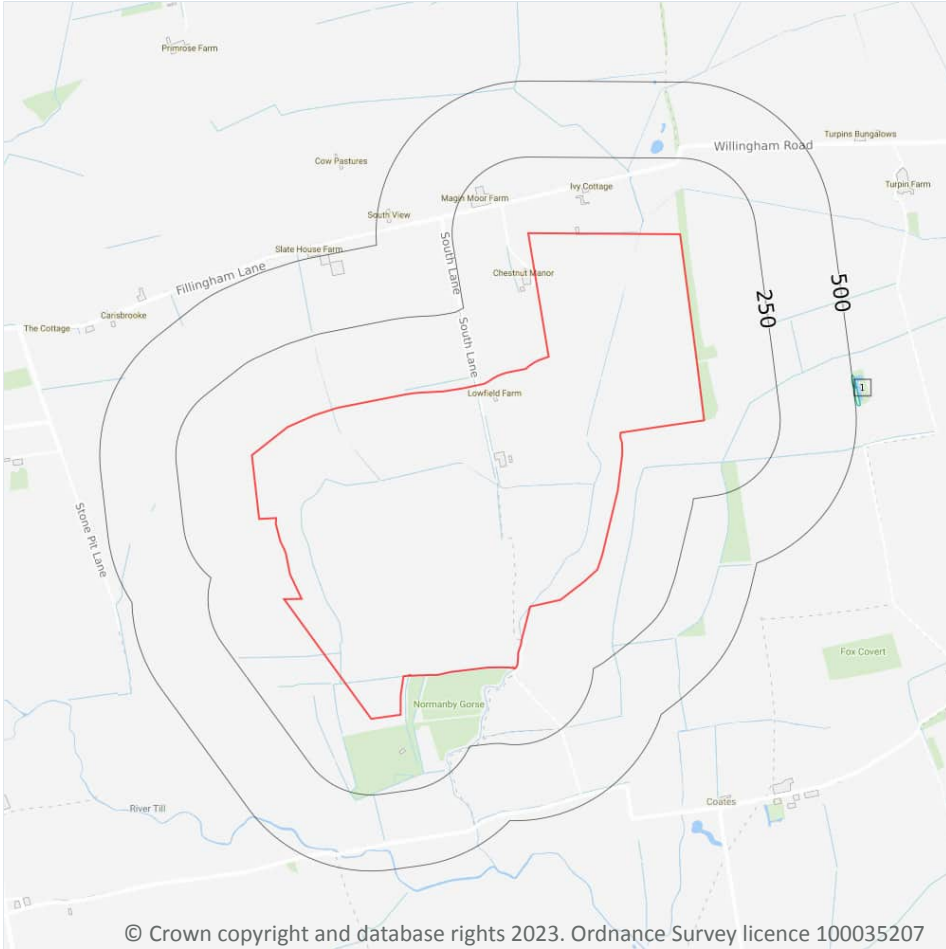 Primrose Farm
Turpins Bungalows
Willingham Road
Cow Pastures
Turpin Farm
Ivy Cottage
Magin Moor Farm
South View
Slate House Farm
South Lane
Chestnut Manor
Fillingham Lane
250
500
Carisbrooke
The Cottage
South Lane
1
Lowfield Farm
Stone Pit Lane
Fox Covert
Normanby Gorse
River Till
Coates
© Crown copyright and database rights 2023. Ordnance Survey licence 100035207